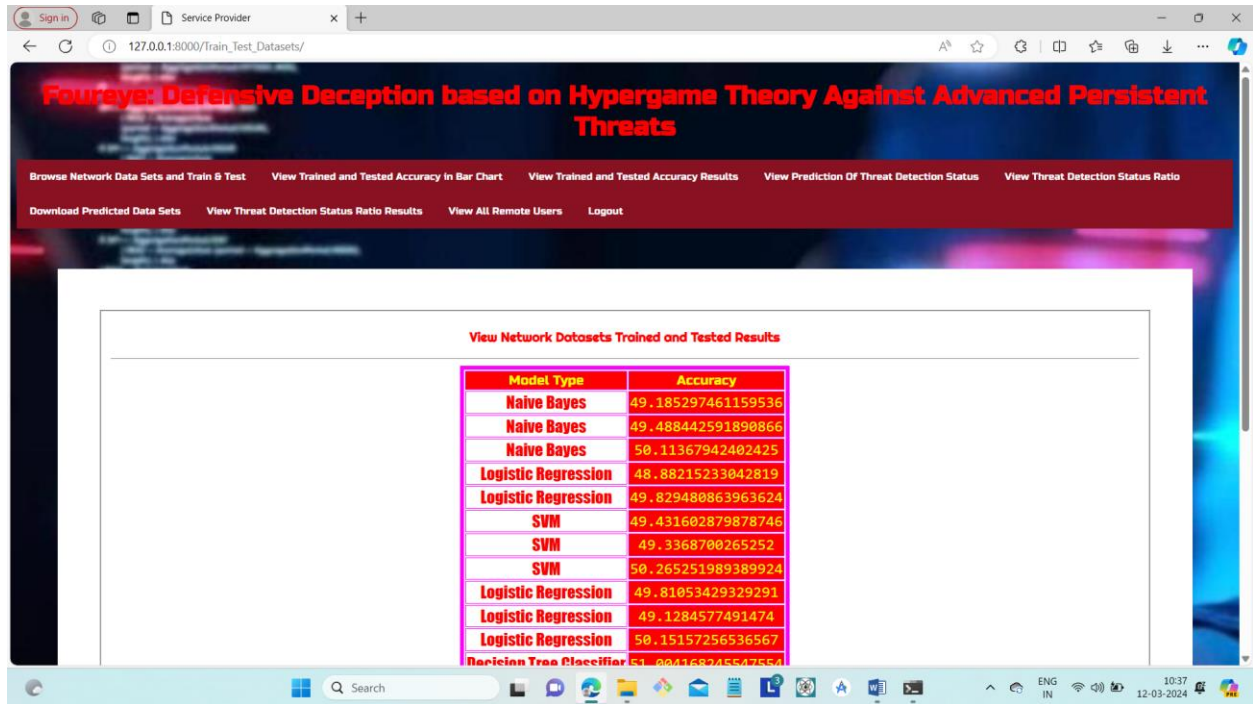 Sign in
Service Provider
127.0.0.1:8000/Train_Test_Datasets/
Foureye: Defensive Deception based on Hypergame Theory Against Advanced Persistent
Threats
Browse Network Data Sets and Train & Test View Trained and Tested Accuracy in Bar Chart View Trained and Tested Accuracy Results View Prediction Of Threat Detection Status View Threat Detection Status Ratio
Download Predicted Data Sets View Threat Detection Status Ratio Results View All Remote Users Logout
View Network Datasets Trained and Tested Results
Model Type Accuracy
Naive Bayes 49.185297461159536
Naive Bayes 49.488442591890866
Naive Bayes 50.11367942402425
Logistic Regression 48.88215233042819
Logistic Regression 49.829480863963624
SVM 49.431602879878746
SVM 49.3368700265252
SVM 50.265251989389924
Logistic Regression 49.81053429329291
Logistic Regression 49.1284577491474
Logistic Regression 50.15157256536567
Decision Tree Classifier 51.004168245547554
Search
ENG
IN
10:37
12-03-2024